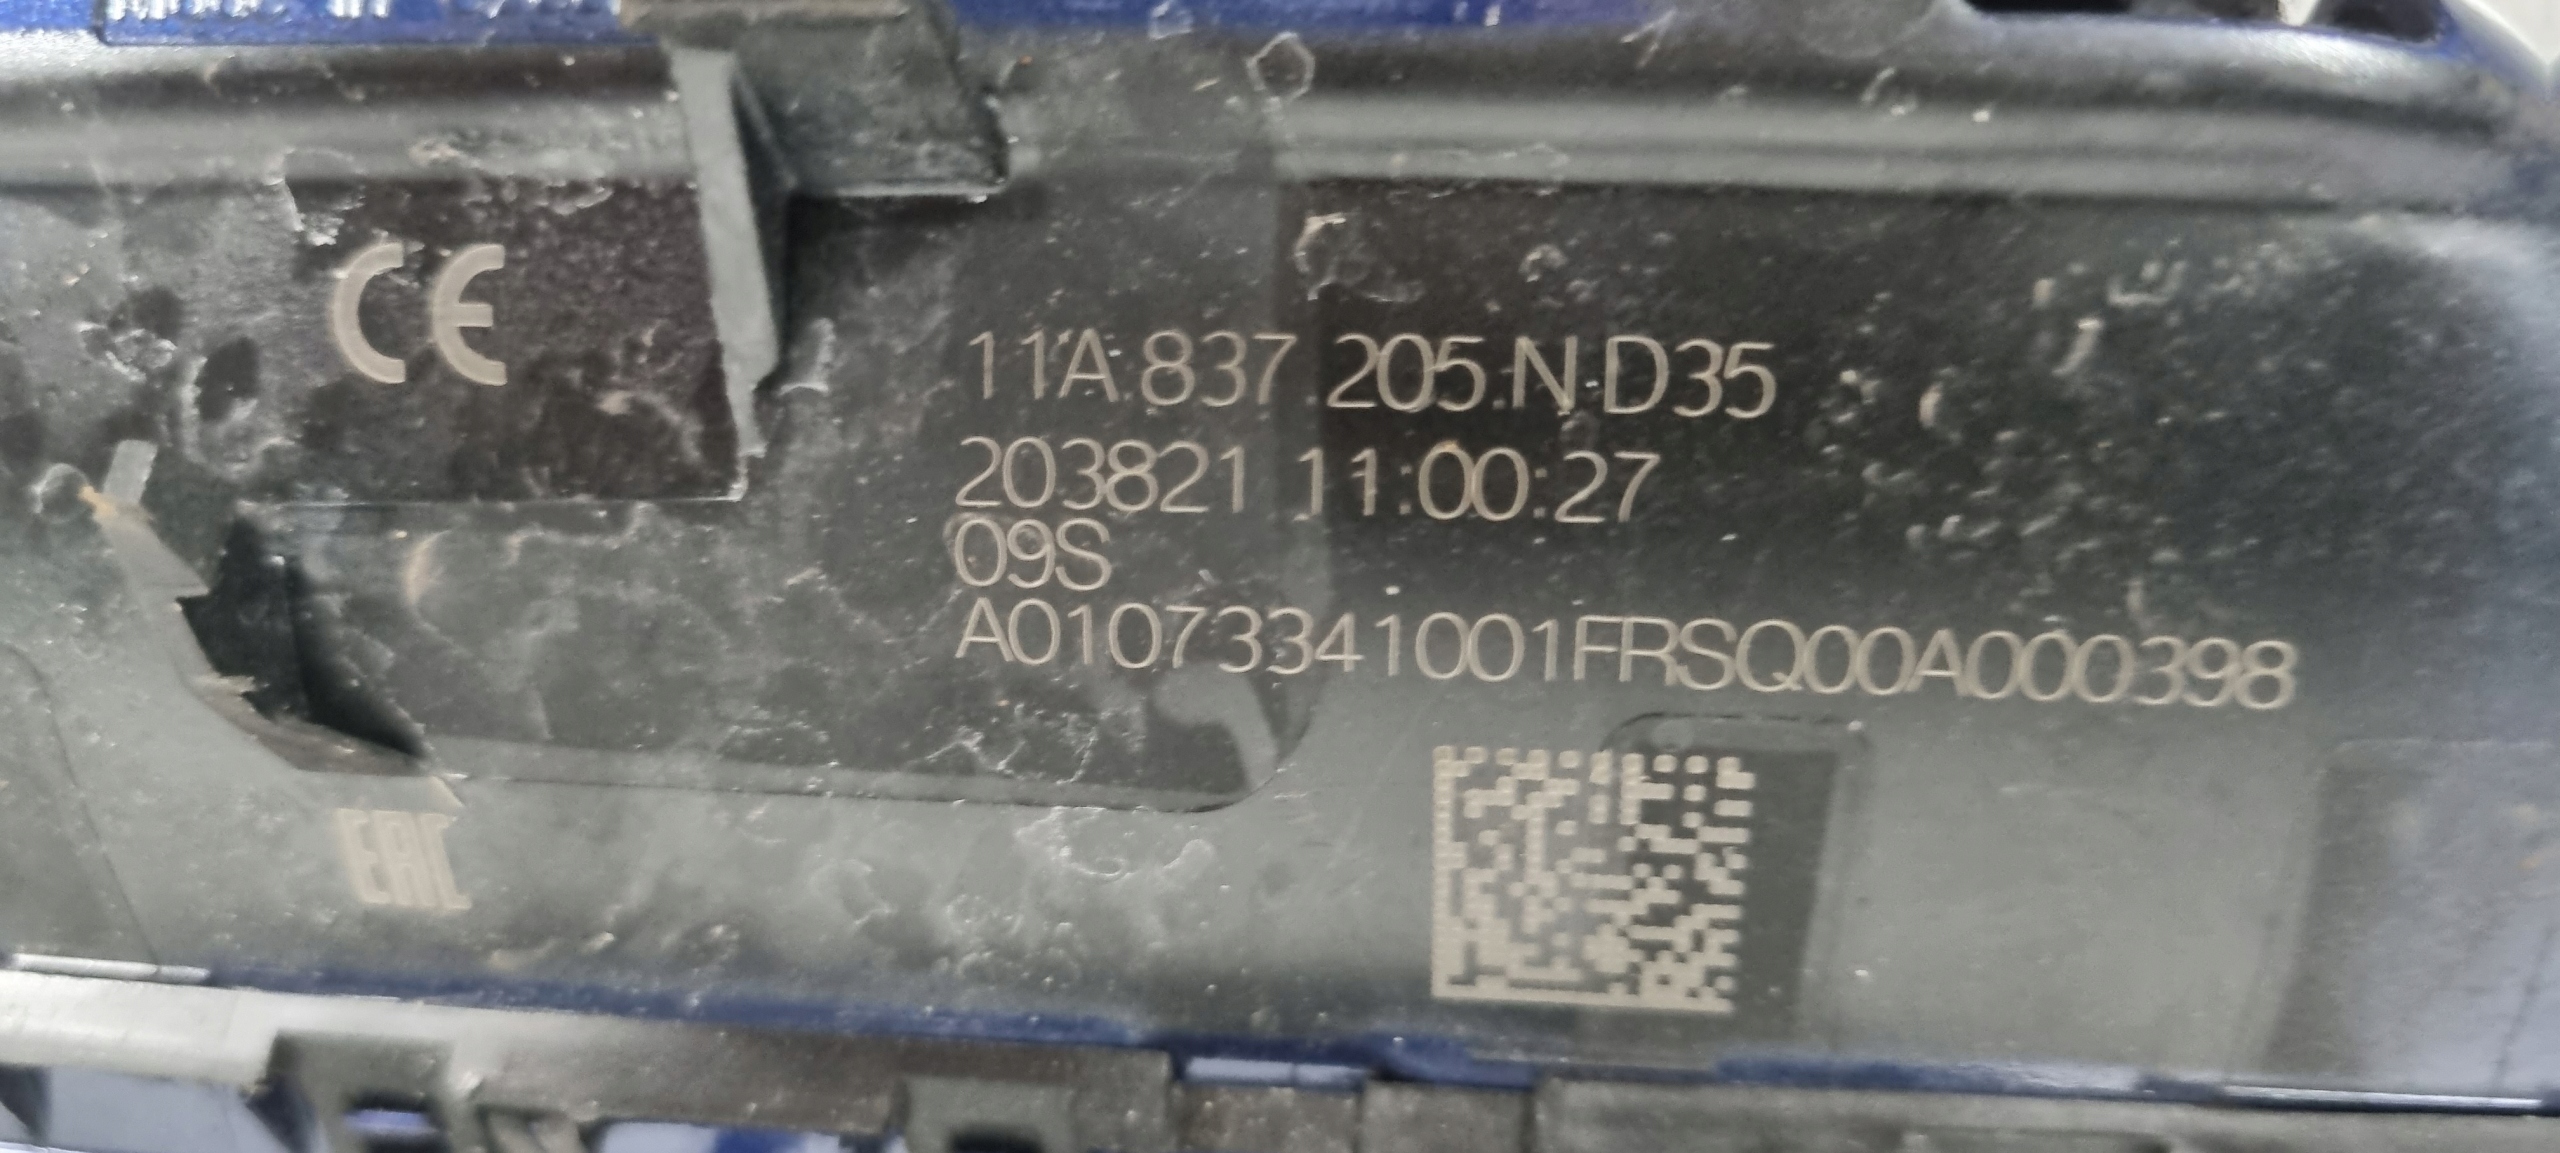 CE
11A.837.205.N.D35
203821 11:00:27
09S
A01073341001FRSQ00A000398
EAC